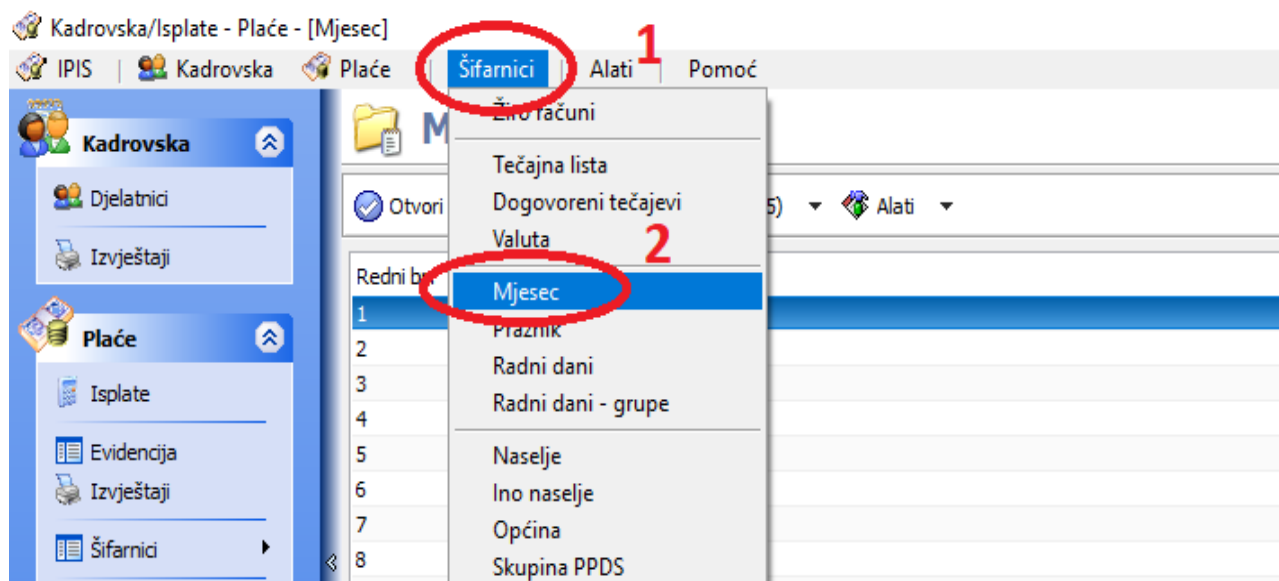 Kadrovska/Isplate - Plaće - [Mjesec]
1
IPIS | Kadrovska Plaće | Šifarnici | Alati | Pomoć
Kadrovska
Djelatnici
Izvještaji
Plaće
Isplate
Evidencija
Izvještaji
Šifarnici
M
Otvori 5) Alati
Redni b
1
2
3
4
5
6
7
8
Žiro računi
Tečajna lista
Dogovoreni tečajevi
Valuta
2
Mjesec
Praznik
Radni dani
Radni dani - grupe
Naselje
Ino naselje
Općina
Skupina PPDS